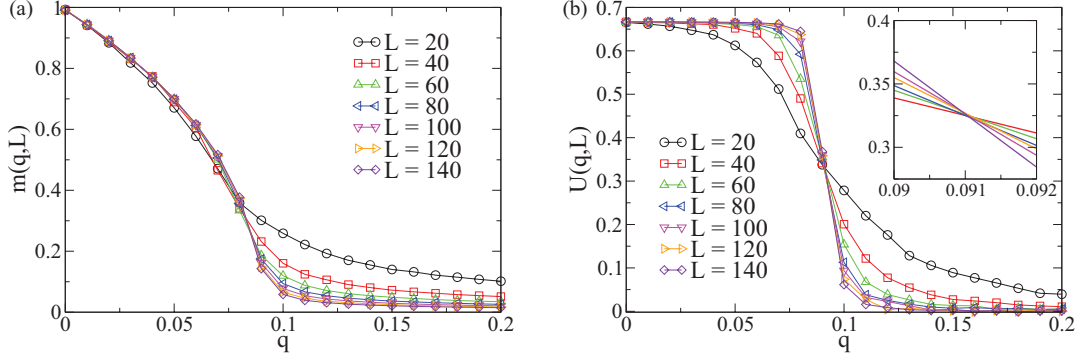 (a)
1
0.8
0.6
0.4
0.2
0
m(q,L)
0
0.05
0.1
0.15
0.2
q
L = 20
L = 40
L = 60
L = 80
L = 100
L = 120
L = 140
(b)
0.7
0.6
0.5
0.4
0.3
0.2
0.1
0
U(q,L)
0
0.05
0.1
0.15
0.2
q
L = 20
L = 40
L = 60
L = 80
L = 100
L = 120
L = 140
0.4
0.35
0.3
0.09
0.091
0.092